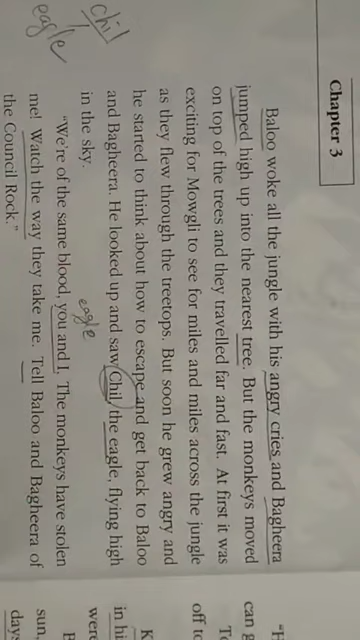 chil
eagle
Chapter 3
Baloo woke all the jungle with his angry cries and Bagheera
jumped high up into the nearest tree. But the monkeys moved
on top of the trees and they travelled far and fast. At first it was
exciting for Mowgli to see for miles and miles across the jungle
as they flew through the treetops. But soon he grew angry and
he started to think about how to escape and get back to Baloo
and Bagheera. He looked up and saw Chil the eagle, flying high
in the sky.
eagle
"We're of the same blood, you and I. The monkeys have stolen
me! Watch the way they take me. Tell Baloo and Bagheera of
the Council Rock."
can
off to
in hi
were
sun,
days